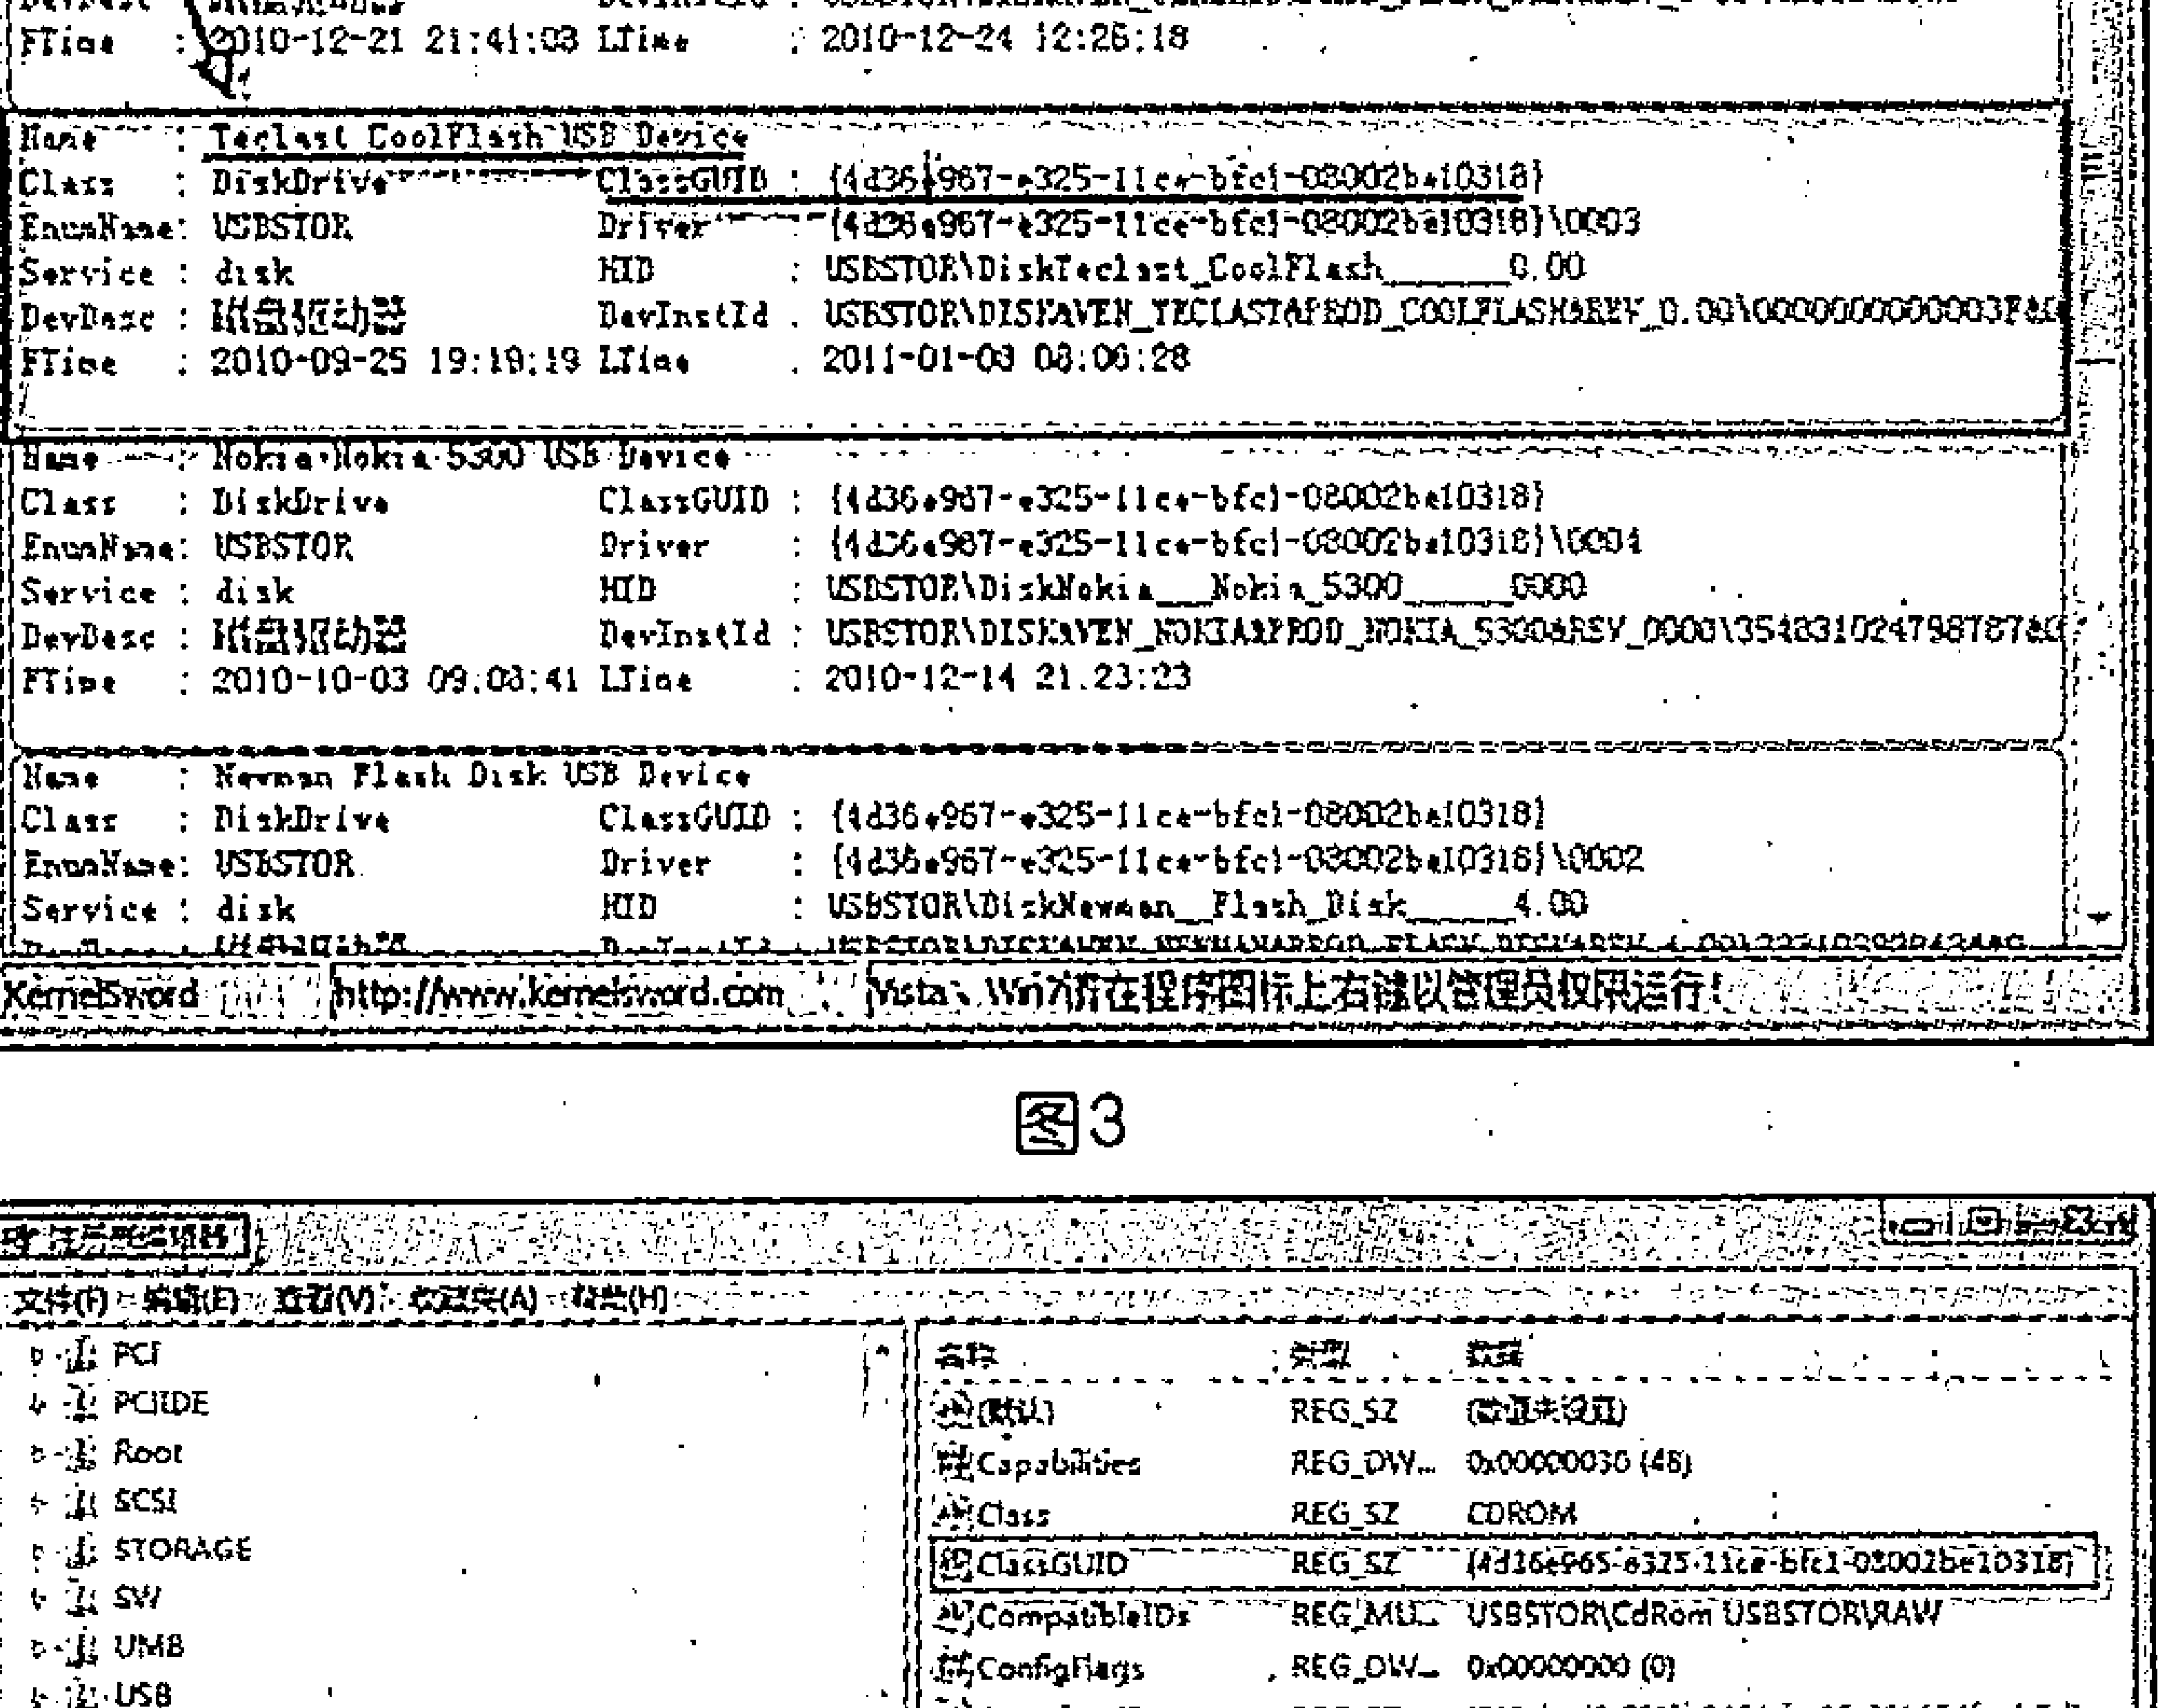 FTime : 2010-12-21 21:41:03 LTime : 2010-12-24 12:26:18
Name : Teclast CoolFlash USB Device
Class : DiskDrive ClassGUID : {4d36e967-e325-11ce-bfc1-08002be10318}
EnumName: USBSTOR Driver : {4d36e967-e325-11ce-bfc1-08002be10318}\0003
Service : disk HID : USBSTOR\DiskTeclast_CoolFlash______0.00
DevDesc : 磁盘驱动器 DevInstId : USBSTOR\DISK&VEN_TECLAST&PROD_COOLFLASH&REV_0.00\0000000000003F&0
FTime : 2010-09-25 19:19:19 LTime : 2011-01-03 08:06:28
Name : Nokia Nokia 5300 USB Device
Class : DiskDrive ClassGUID : {4d36e967-e325-11ce-bfc1-08002be10318}
EnumName: USBSTOR Driver : {4d36e967-e325-11ce-bfc1-08002be10318}\0004
Service : disk HID : USBSTOR\DiskNokia___Nokia_5300______0000
DevDesc : 磁盘驱动器 DevInstId : USBSTOR\DISK&VEN_NOKIA&PROD_NOKIA_5300&REV_0000\354831024798787&0
FTime : 2010-10-03 09:08:41 LTime : 2010-12-14 21:23:23
Name : Newman Flash Disk USB Device
Class : DiskDrive ClassGUID : {4d36e967-e325-11ce-bfc1-08002be10318}
EnumName: USBSTOR Driver : {4d36e967-e325-11ce-bfc1-08002be10318}\0002
Service : disk HID : USBSTOR\DiskNewman__Flash_Disk______4.00
KernelSword http://www.kernelsword.com Vista、Win7请在程序图标上右键以管理员权限运行!
图3
注册表编辑器
文件(F) 编辑(E) 查看(V) 收藏夹(A) 帮助(H)
PCI
PCIIDE
Root
SCSI
STORAGE
SW
UMB
USB
名称 类型 数据
(默认) REG_SZ (数值未设置)
Capabilities REG_DW... 0x00000030 (48)
Class REG_SZ CDROM
ClassGUID REG_SZ {4d36e965-e325-11ce-bfc1-08002be10318}
CompatibleIDs REG_MU... USBSTOR\CdRom USBSTOR\RAW
ConfigFlags REG_DW... 0x00000000 (0)